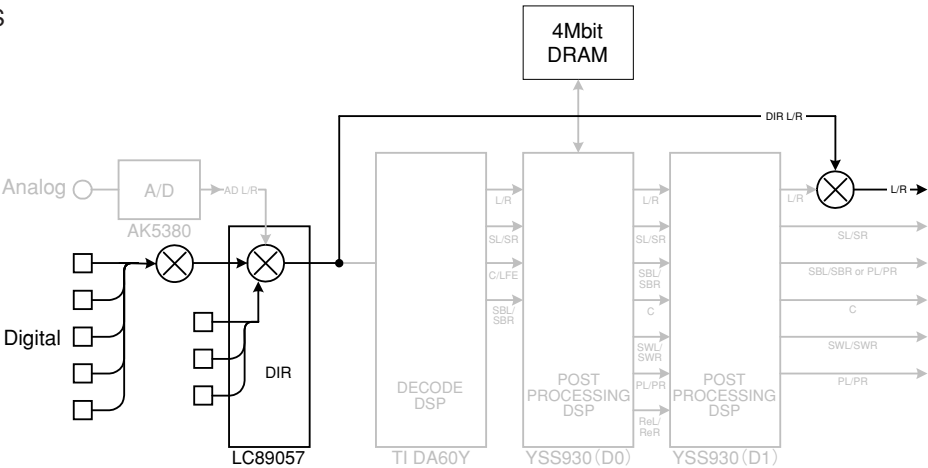 S
4Mbit
DRAM
DIR L/R
Analog
A/D
AD L/R
AK5380
L/R
L/R
L/R
L/R
SL/SR
SL/SR
SL/SR
C/LFE
SBL/
SBR
SBL/SBR or PL/PR
SBL/
SBR
C
C
Digital
SWL/
SWR
SWL/SWR
DIR
DECODE
DSP
POST
PROCESSING
DSP
PL/PR
POST
PROCESSING
DSP
PL/PR
ReL/
ReR
LC89057
TI DA60Y
YSS930(D0)
YSS930(D1)